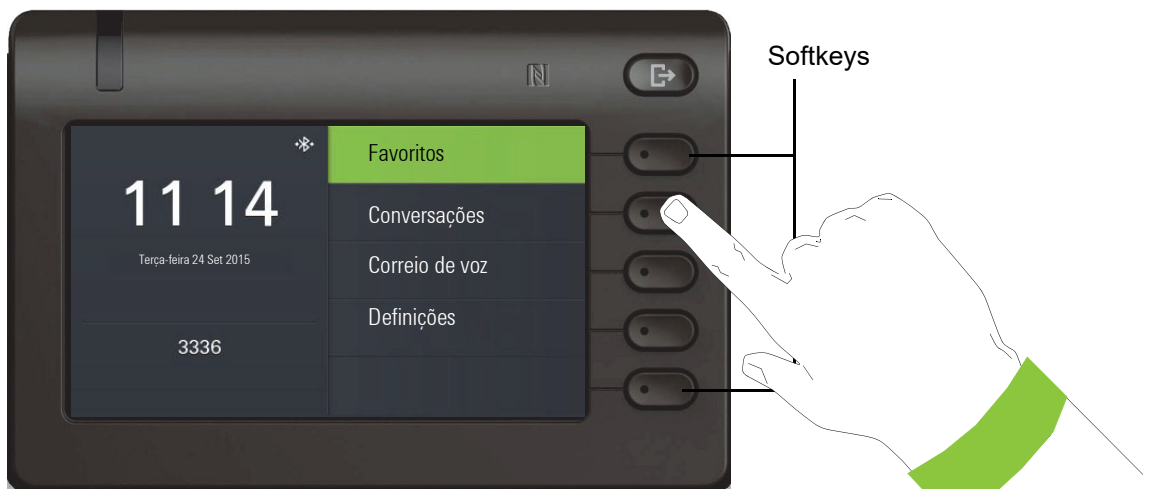 Softkeys
Favoritos
11 14
Conversações
Terça-feira 24 Set 2015
Correio de voz
Definições
3336